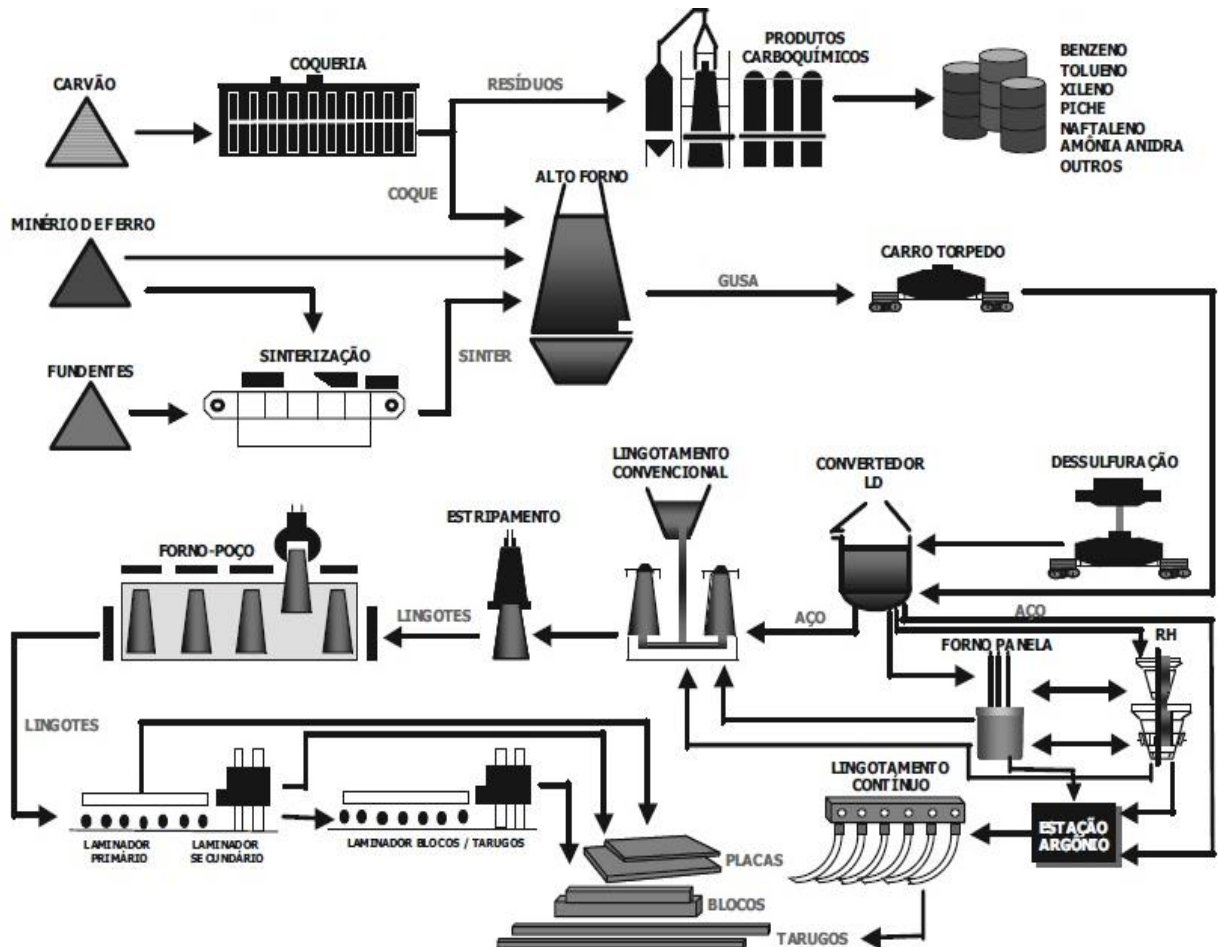 CARVÃO
COQUERIA
RESÍDUOS
PRODUTOS
CARBOQUÍMICOS
BENZENO
TOLUENO
XILENO
PICHE
NAFTALENO
AMÔNIA ANIDRA
OUTROS
COQUE
ALTO FORNO
MINÉRIO DE FERRO
CARRO TORPEDO
GUSA
SINTERIZAÇÃO
SINTER
FUNDENTES
LINGOTAMENTO
CONVENCIONAL
CONVERTEDOR
LD
DESSULFURAÇÃO
ESTRIPAMENTO
FORNO-POÇO
LINGOTES
AÇO
AÇO
FORNO PANELA
RH
LINGOTES
LINGOTAMENTO
CONTÍNUO
LAMINADOR
PRIMÁRIO
LAMINADOR
SECUNDÁRIO
LAMINADOR BLOCOS / TARUGOS
ESTAÇÃO
ARGÔNIO
PLACAS
BLOCOS
TARUGOS